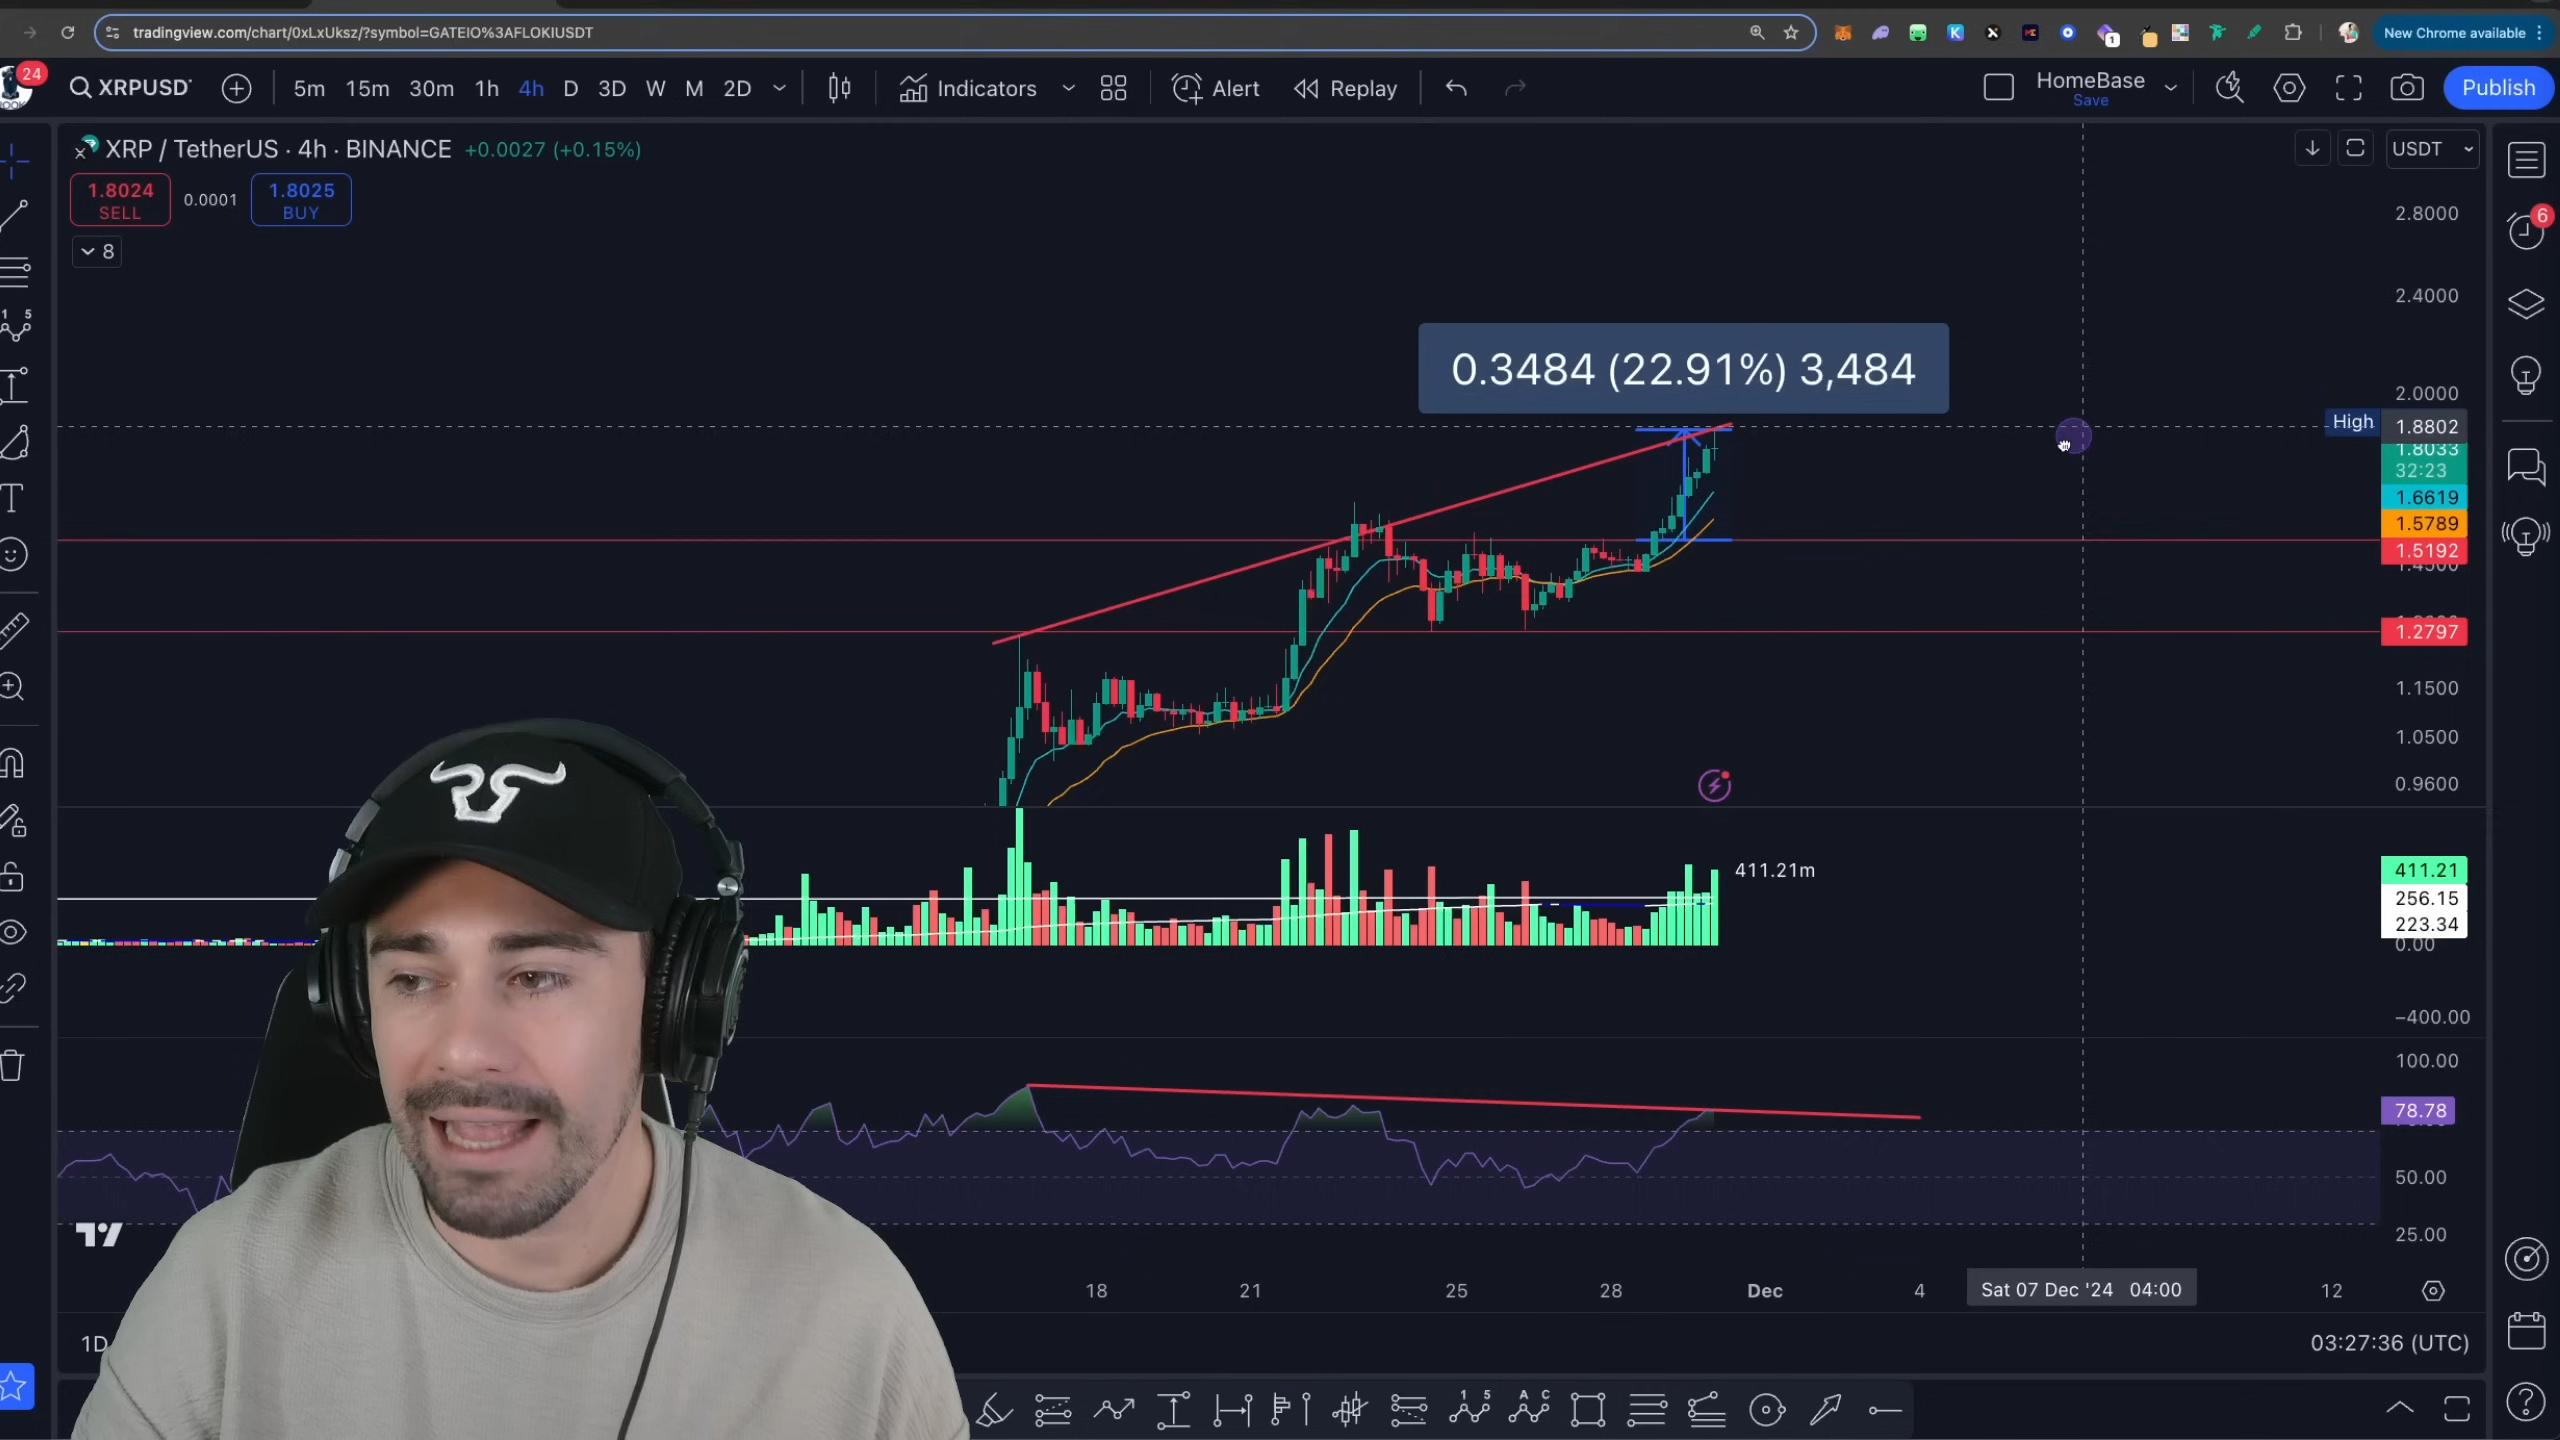 tradingview.com/chart/0xLxUksz/?symbol=GATEIO%3AFLOKIUSDT
New Chrome available
24
XRPUSD
5m 15m 30m 1h 4h D 3D W M 2D
Indicators
Alert
Replay
HomeBase
Save
Publish
XRP / TetherUS · 4h · BINANCE +0.0027 (+0.15%)
USDT
1.8024
SELL
0.0001
1.8025
BUY
8
6
2.8000
2.4000
0.3484 (22.91%) 3,484
2.0000
High
1.8802
1.8033
32:23
1.6619
1.5789
1.5192
1.2797
1.1500
1.0500
0.9600
411.21m
411.21
256.15
223.34
0.00
−400.00
100.00
78.78
50.00
25.00
18 21 25 28 Dec 4 Sat 07 Dec '24 04:00 12
1D
03:27:36 (UTC)